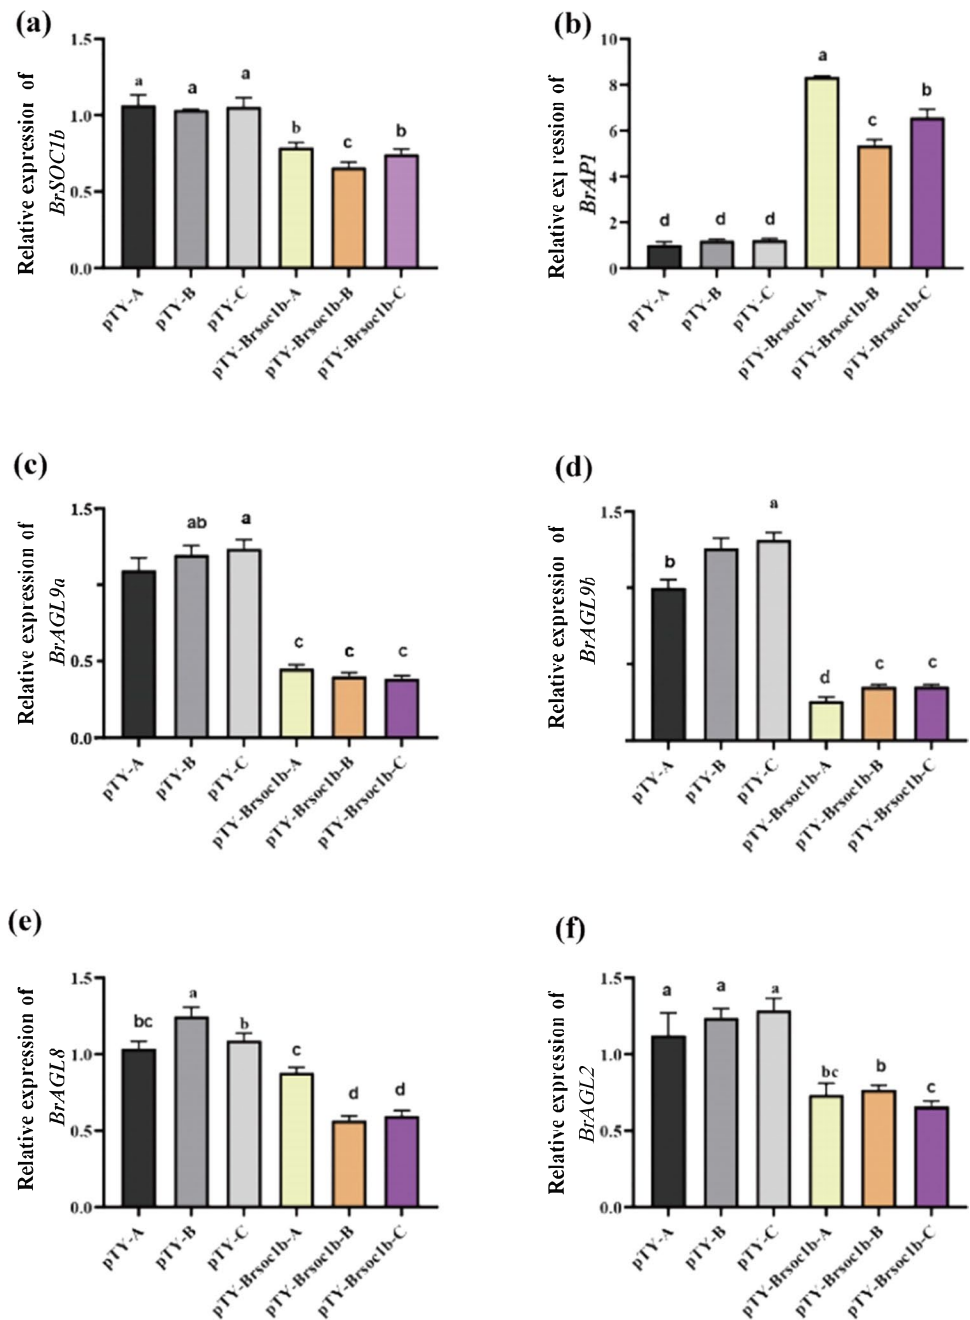 (a)
Relative expression of
BrSOC1b
1.5
1.0
0.5
0.0
a
a
a
b
c
b
pTY-A
pTY-B
pTY-C
pTY-Brsoc1b-A
pTY-Brsoc1b-B
pTY-Brsoc1b-C
(b)
Relative expression of
BrAP1
10
8
6
4
2
0
d
d
d
a
c
b
pTY-A
pTY-B
pTY-C
pTY-Brsoc1b-A
pTY-Brsoc1b-B
pTY-Brsoc1b-C
(c)
Relative expression of
BrAGL9a
1.5
0.5
0.0
ab
a
c
c
c
pTY-A
pTY-B
pTY-C
pTY-Brsoc1b-A
pTY-Brsoc1b-B
pTY-Brsoc1b-C
(d)
Relative expression of
BrAGL9b
1.5
b
a
d
c
c
pTY-A
pTY-B
pTY-C
pTY-Brsoc1b-A
pTY-Brsoc1b-B
pTY-Brsoc1b-C
(e)
Relative expression of
BrAGL8
1.5
1.0
0.5
0.0
bc
a
b
c
d
d
pTY-A
pTY-B
pTY-C
pTY-Brsoc1b-A
pTY-Brsoc1b-B
pTY-Brsoc1b-C
(f)
Relative expression of
BrAGL2
1.5
1.0
0.5
0.0
a
a
a
bc
b
c
pTY-A
pTY-B
pTY-C
pTY-Brsoc1b-A
pTY-Brsoc1b-B
pTY-Brsoc1b-C